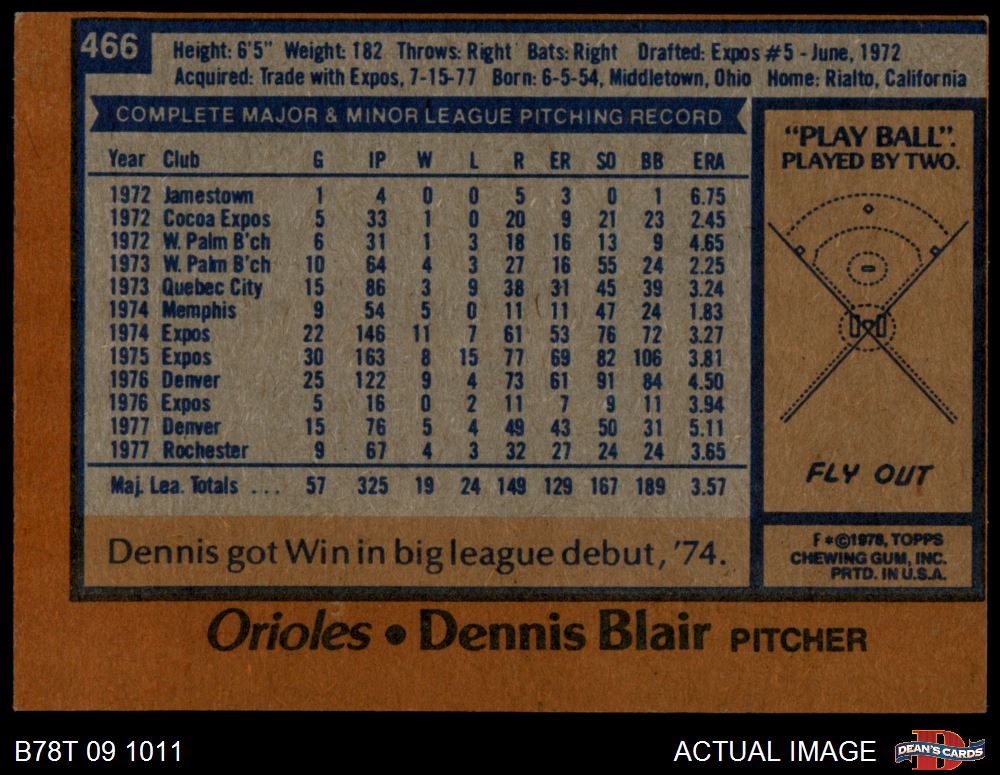 466
Height: 6'5" Weight: 182 Throws: Right Bats: Right Drafted: Expos #5 - June, 1972
Acquired: Trade with Expos, 7-15-77 Born: 6-5-54, Middletown, Ohio Home: Rialto, California
COMPLETE MAJOR & MINOR LEAGUE PITCHING RECORD
Year Club G IP W L R ER SO BB ERA
1972 Jamestown 1 4 0 0 5 3 0 1 6.75
1972 Cocoa Expos 5 33 1 0 20 9 21 23 2.45
1972 W. Palm B'ch 6 31 1 3 18 16 13 9 4.65
1973 W. Palm B'ch 10 64 4 3 27 16 55 24 2.25
1973 Quebec City 15 86 3 9 38 31 45 39 3.24
1974 Memphis 9 54 5 0 11 11 47 24 1.83
1974 Expos 22 146 11 7 61 53 76 72 3.27
1975 Expos 30 163 8 15 77 69 82 106 3.81
1976 Denver 25 122 9 4 73 61 91 84 4.50
1976 Expos 5 16 0 2 11 7 9 11 3.94
1977 Denver 15 76 5 4 49 43 50 31 5.11
1977 Rochester 9 67 4 3 32 27 24 24 3.65
Maj. Lea. Totals ... 57 325 19 24 149 129 167 189 3.57
Dennis got Win in big league debut, '74.
"PLAY BALL".
PLAYED BY TWO.
FLY OUT
F*©1978, TOPPS
CHEWING GUM, INC.
PRTD. IN U.S.A.
Orioles • Dennis Blair PITCHER
B78T 09 1011
ACTUAL IMAGE
D
DEAN'S CARDS